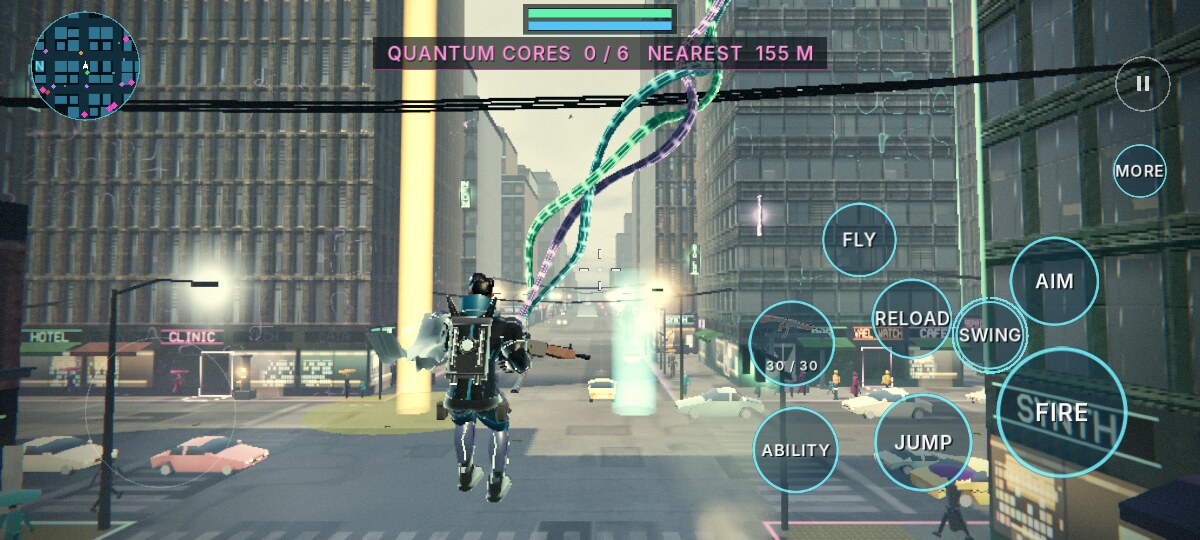 QUANTUM CORES 0 / 6 NEAREST 155 M
N
MORE
FLY
AIM
RELOAD
SWING
30 / 30
FIRE
ABILITY
JUMP
HOTEL
CLINIC
CAFE
SYNTH